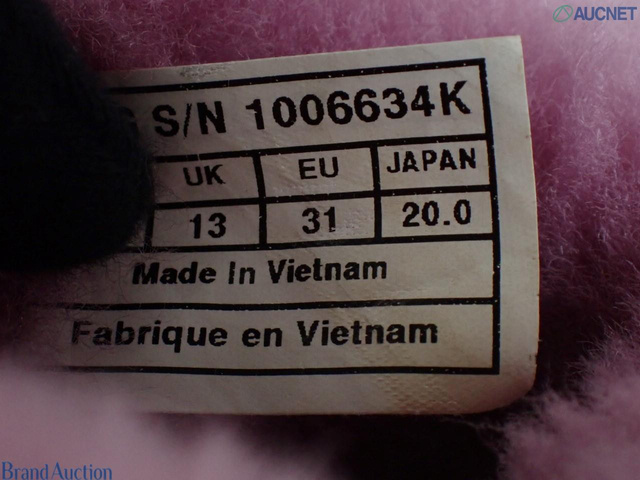 AUCNET
S/N 1006634K
UK EU JAPAN
13 31 20.0
Made In Vietnam
Fabrique en Vietnam
BrandAuction